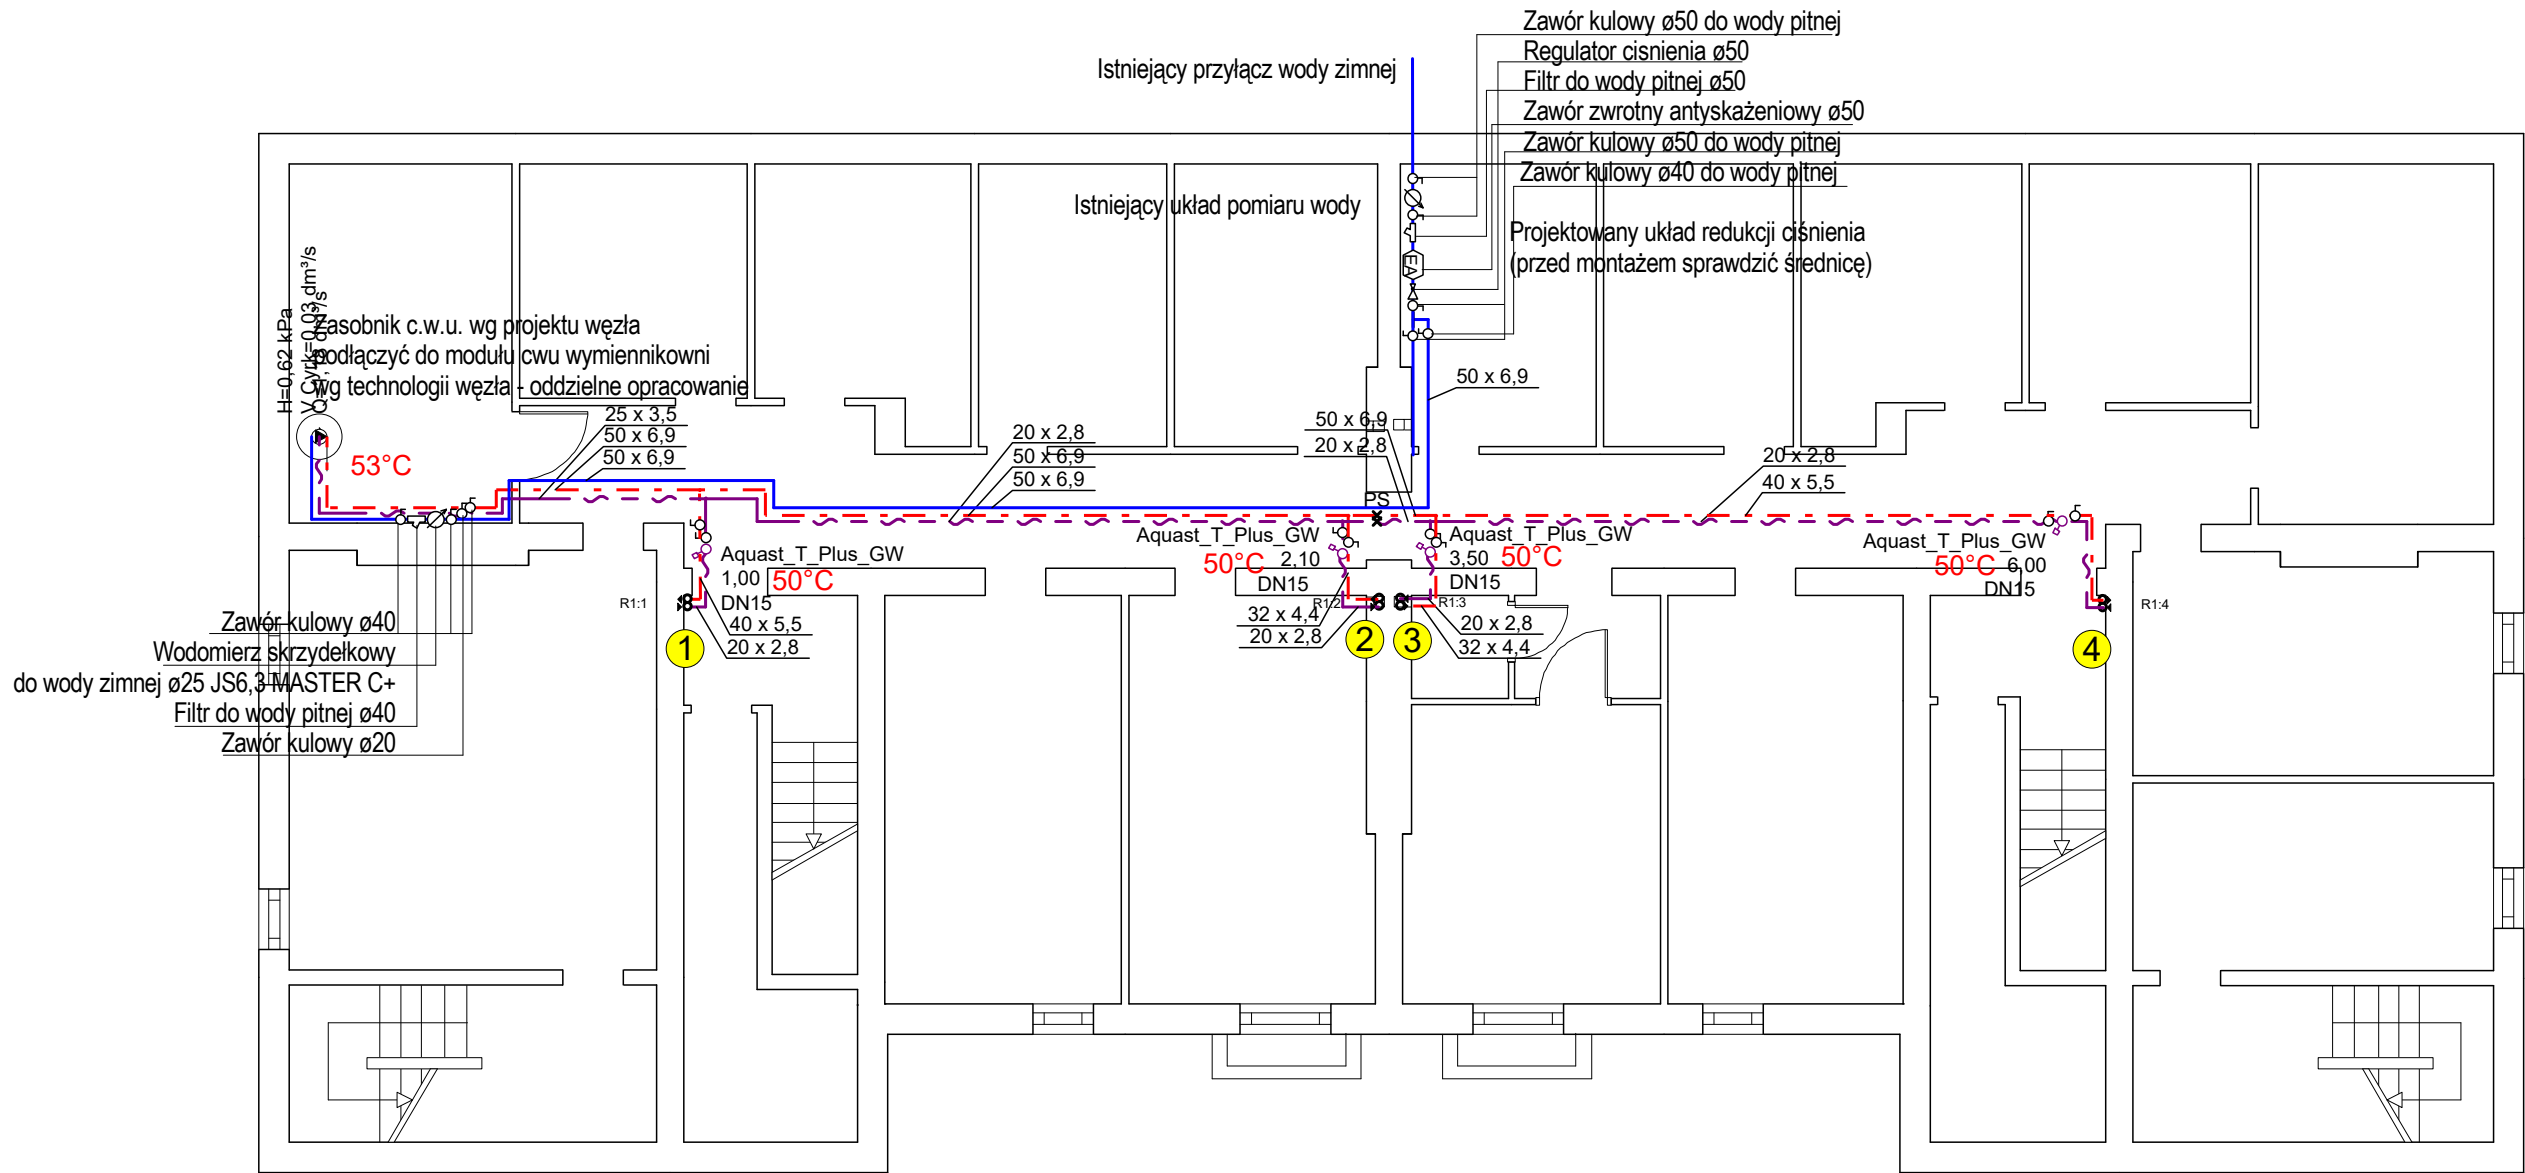 Zawór kulowy ø50 do wody pitnej
Regulator cisnienia ø50
Filtr do wody pitnej ø50
Zawór zwrotny antyskażeniowy ø50
Zawór kulowy ø50 do wody pitnej
Zawór kulowy ø40 do wody pitnej
Istniejący przyłącz wody zimnej
Istniejący układ pomiaru wody
Projektowany układ redukcji ciśnienia
(przed montażem sprawdzić średnicę)
EA
H=0,62 kPa
V Cyrk=0,03 dm³/s
Zasobnik c.w.u. wg projektu węzła
podłączyć do modułu cwu wymiennikowni
wg technologii węzła - oddzielne opracowanie
53°C
25 x 3,5
50 x 6,9
50 x 6,9
20 x 2,8
50 x 6,9
50 x 6,9
50 x 6,9
20 x 2,8
50 x 6,9
20 x 2,8
40 x 5,5
PS
Aquast_T_Plus_GW
1,00
50°C
DN15
R1:1
40 x 5,5
20 x 2,8
1
Aquast_T_Plus_GW
50°C
2,10
DN15
R1:2
32 x 4,4
20 x 2,8
2
Aquast_T_Plus_GW
3,50
50°C
DN15
R1:3
20 x 2,8
32 x 4,4
3
Aquast_T_Plus_GW
50°C
6,00
DN15
R1:4
4
Zawór kulowy ø40
Wodomierz skrzydełkowy
do wody zimnej ø25 JS6,3 MASTER C+
Filtr do wody pitnej ø40
Zawór kulowy ø20